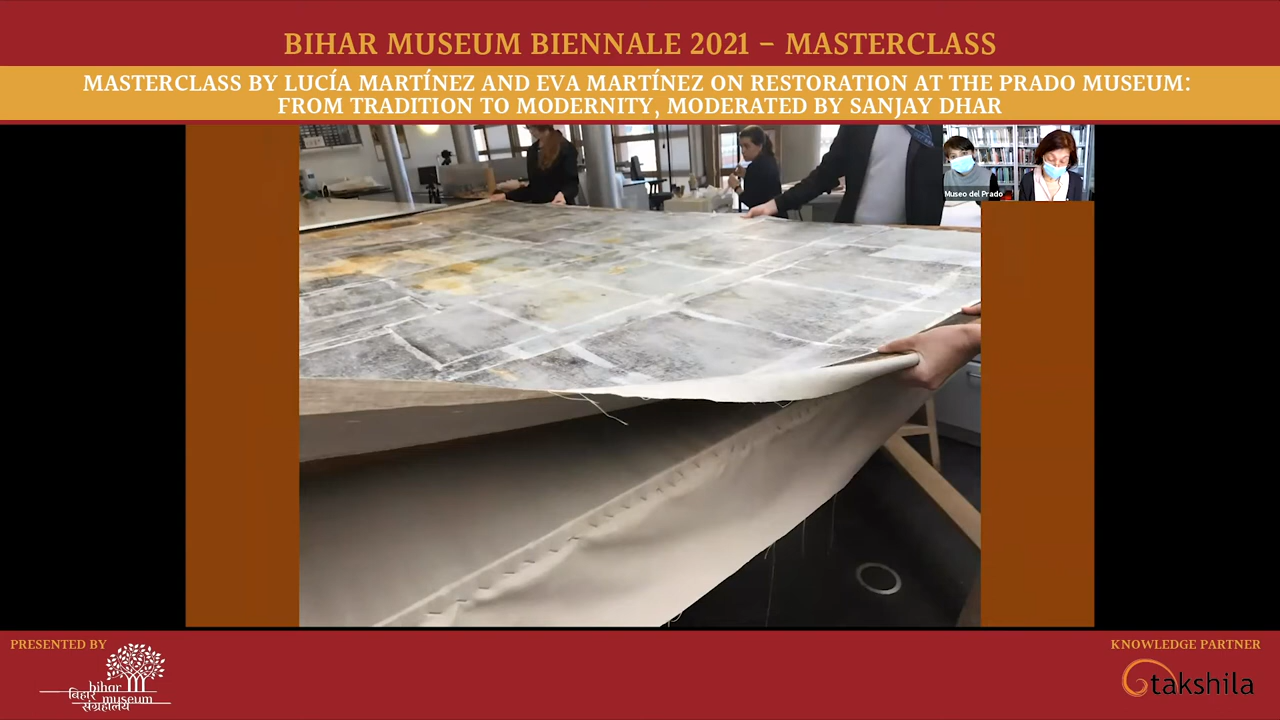 BIHAR MUSEUM BIENNALE 2021 – MASTERCLASS
MASTERCLASS BY LUCÍA MARTÍNEZ AND EVA MARTÍNEZ ON RESTORATION AT THE PRADO MUSEUM:
FROM TRADITION TO MODERNITY, MODERATED BY SANJAY DHAR
Museo del Prado
PRESENTED BY
bihar
बिहार museum
संग्रहालय
KNOWLEDGE PARTNER
takshila